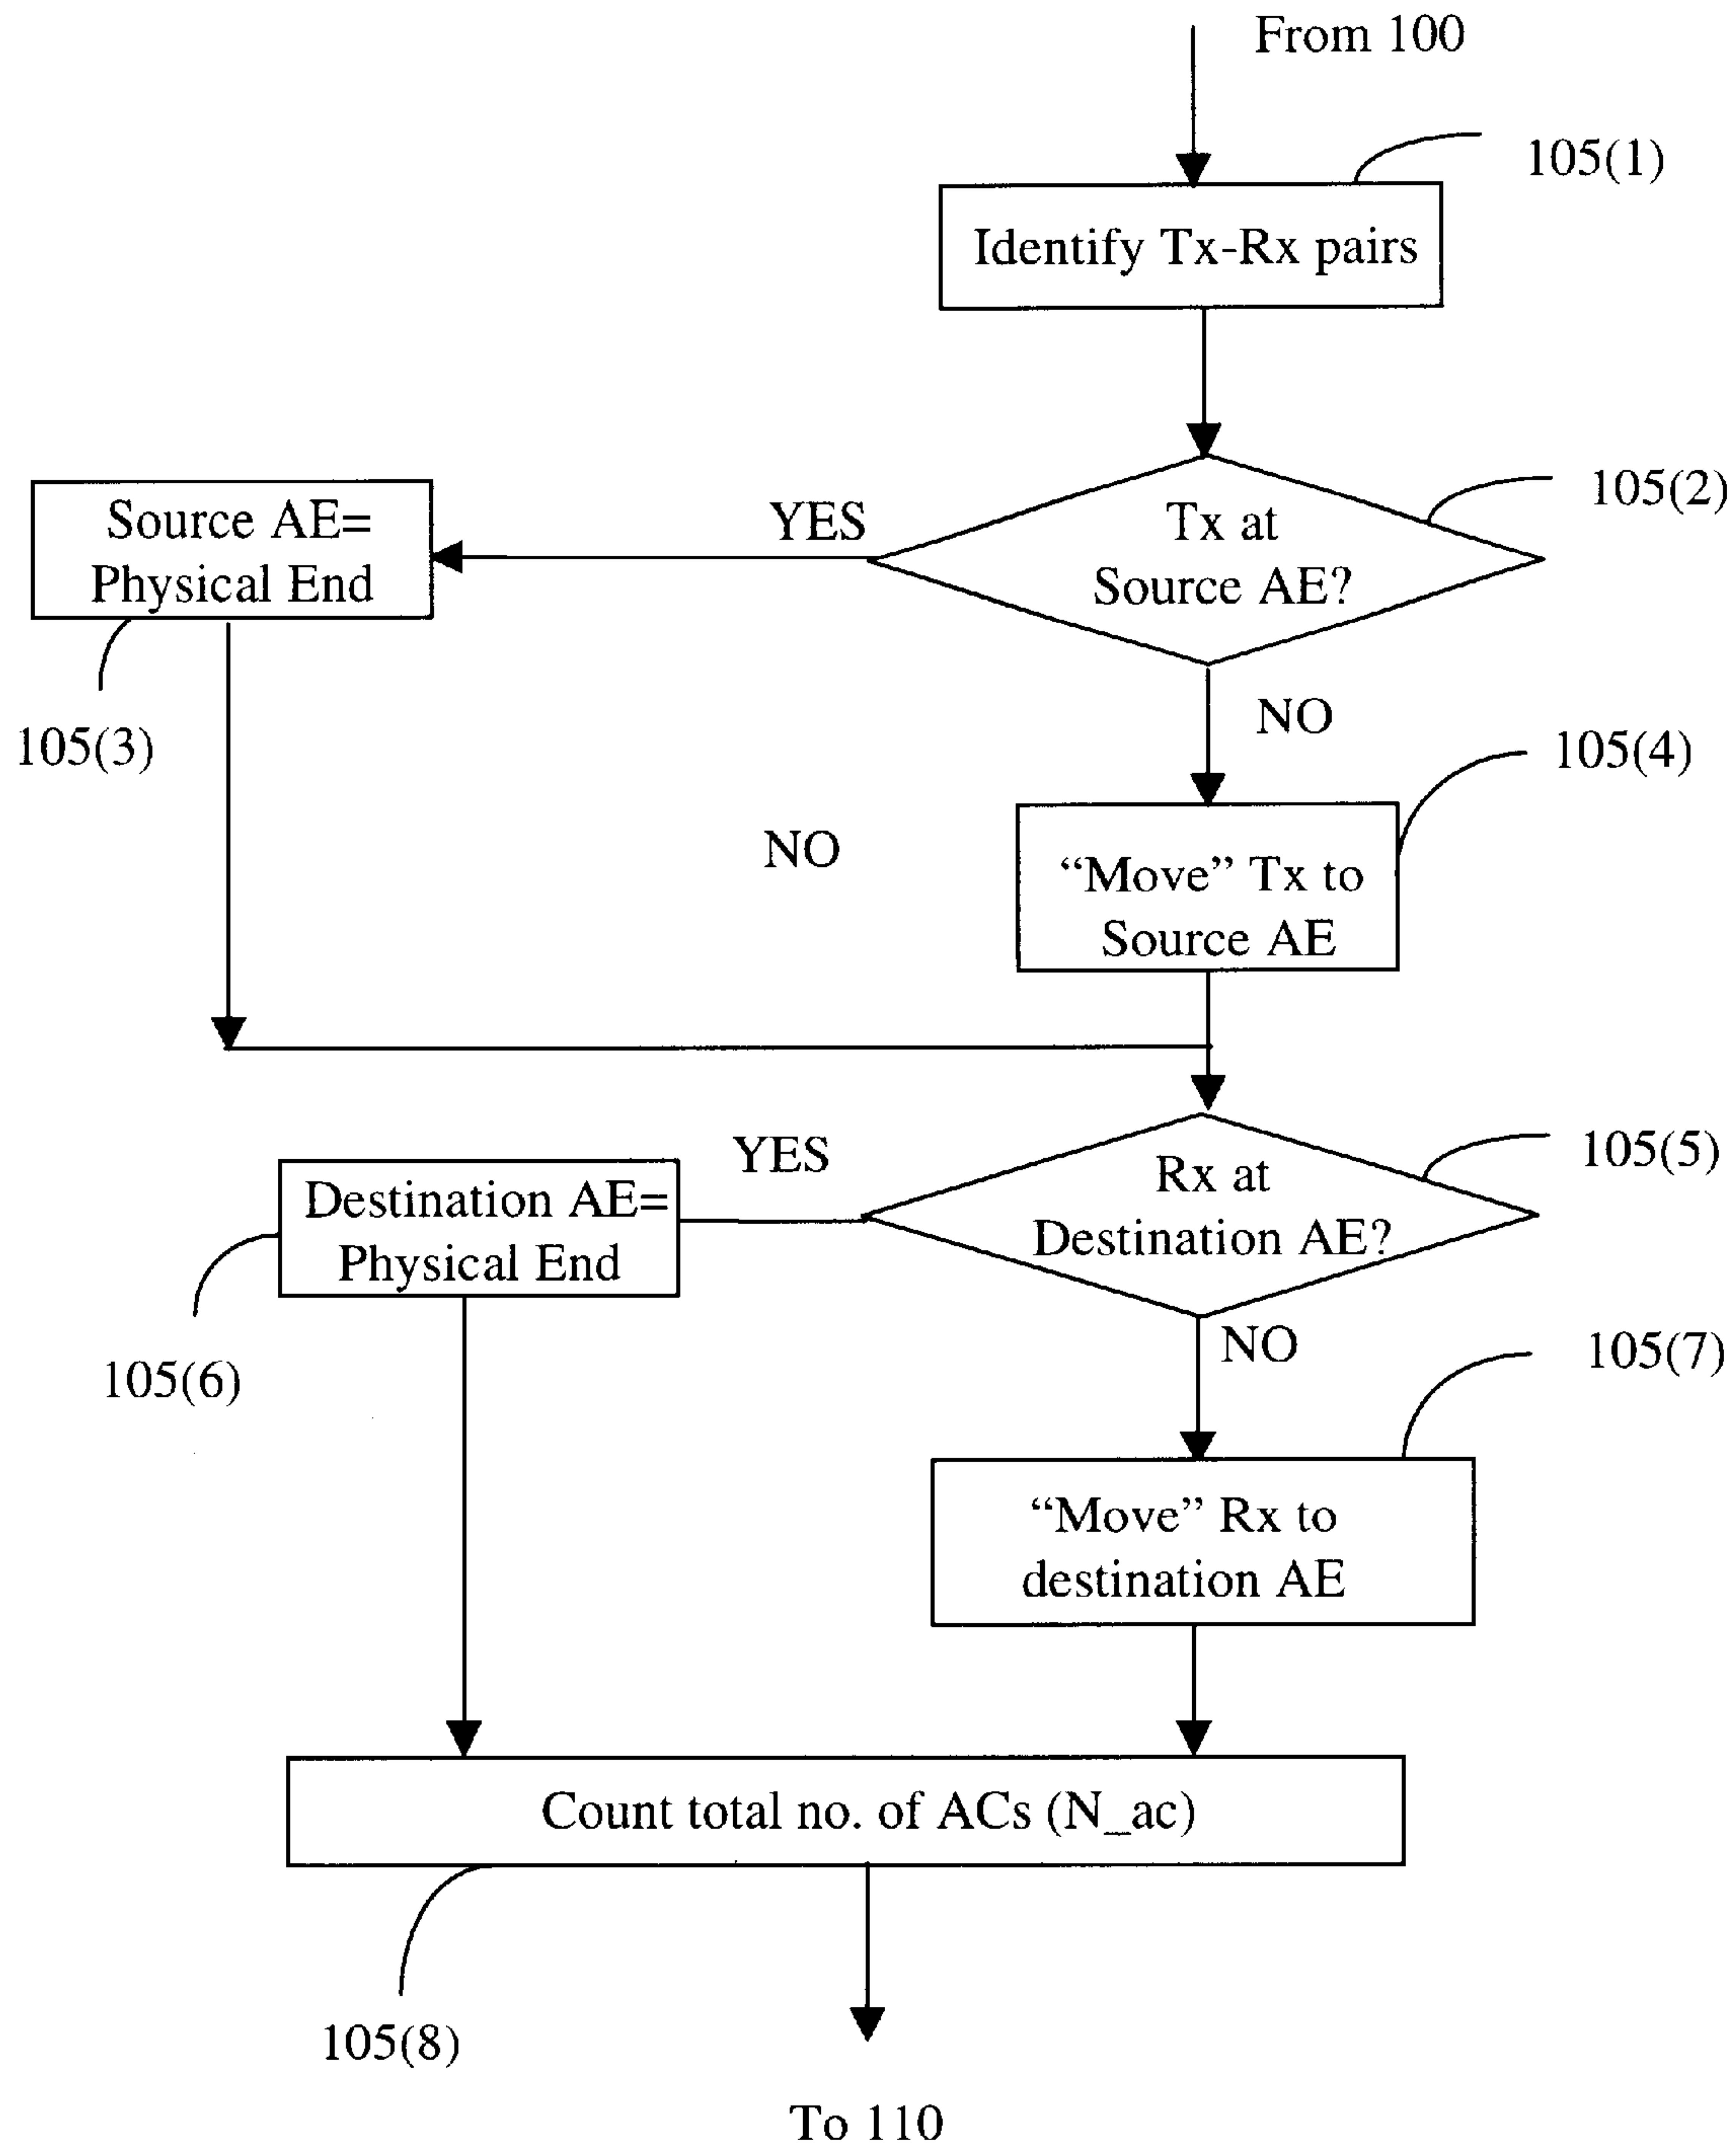 From 100
105(1)
Identify Tx-Rx pairs
105(2)
Tx at
Source AE?
YES
Source AE=
Physical End
105(3)
NO
105(4)
NO
“Move” Tx to
Source AE
105(5)
Rx at
Destination AE?
YES
Destination AE=
Physical End
105(6)
NO
105(7)
“Move” Rx to
destination AE
Count total no. of ACs (N_ac)
105(8)
To 110